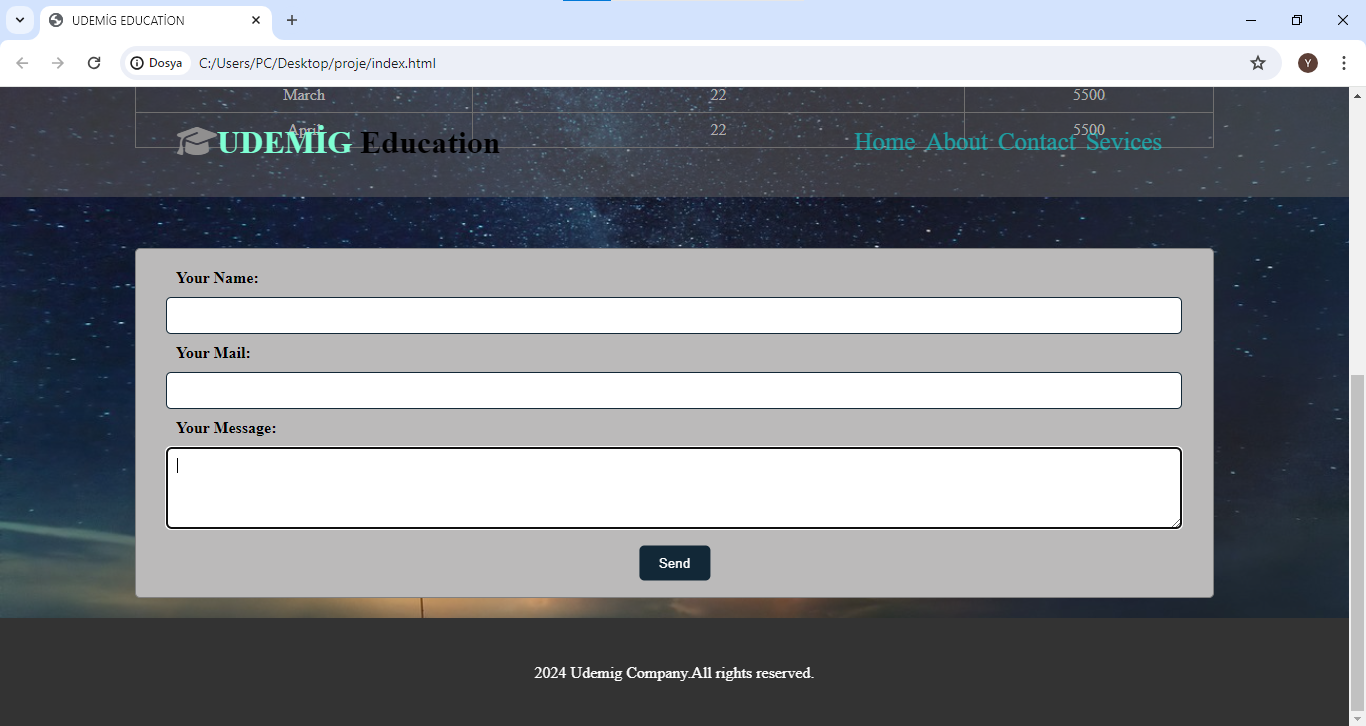 UDEMİG EDUCATİON
Dosya C:/Users/PC/Desktop/proje/index.html
Y
March 22 5500
April 22 5500
UDEMİG Education Home About Contact Sevices
Your Name:
Your Mail:
Your Message:
Send
2024 Udemig Company.All rights reserved.